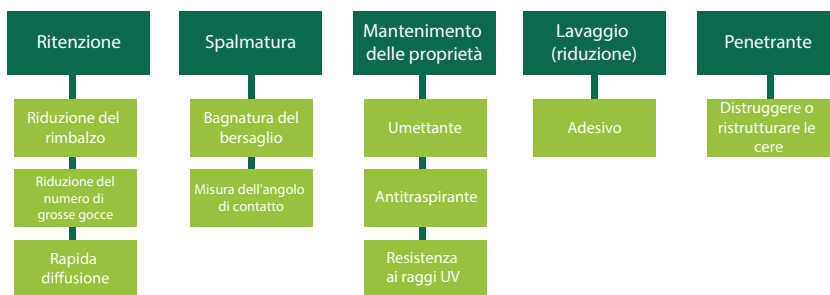 Ritenzione
Riduzione del
rimbalzo
Riduzione del
numero di
grosse gocce
Rapida
diffusione
Spalmatura
Bagnatura del
bersaglio
Misura dell'angolo
di contatto
Mantenimento
delle proprietà
Umettante
Antitraspirante
Resistenza
ai raggi UV
Lavaggio
(riduzione)
Adesivo
Penetrante
Distruggere o
ristrutturare le
cere